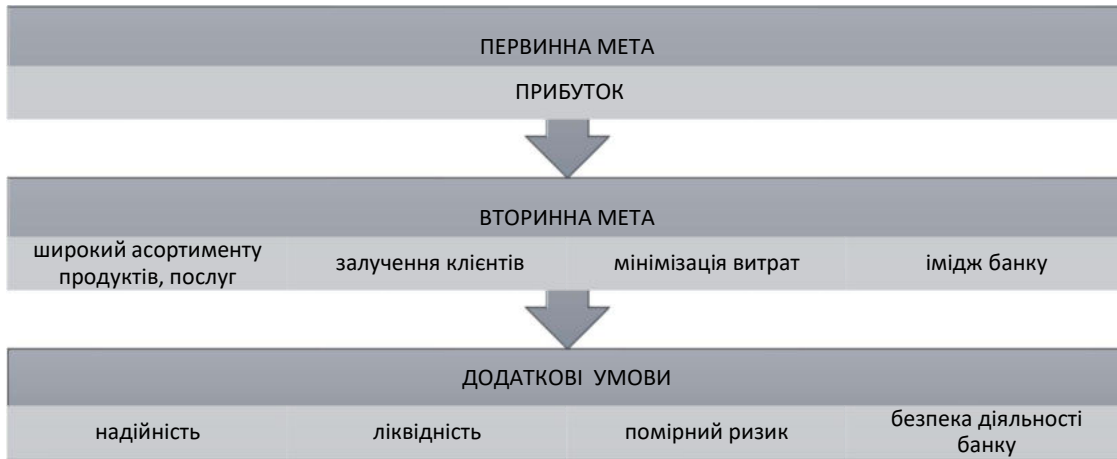 ПЕРВИННА МЕТА
ПРИБУТОК
ВТОРИННА МЕТА
широкий асортименту
продуктів, послуг
залучення клієнтів
мінімізація витрат
імідж банку
ДОДАТКОВІ УМОВИ
надійність
ліквідність
помірний ризик
безпека діяльності
банку